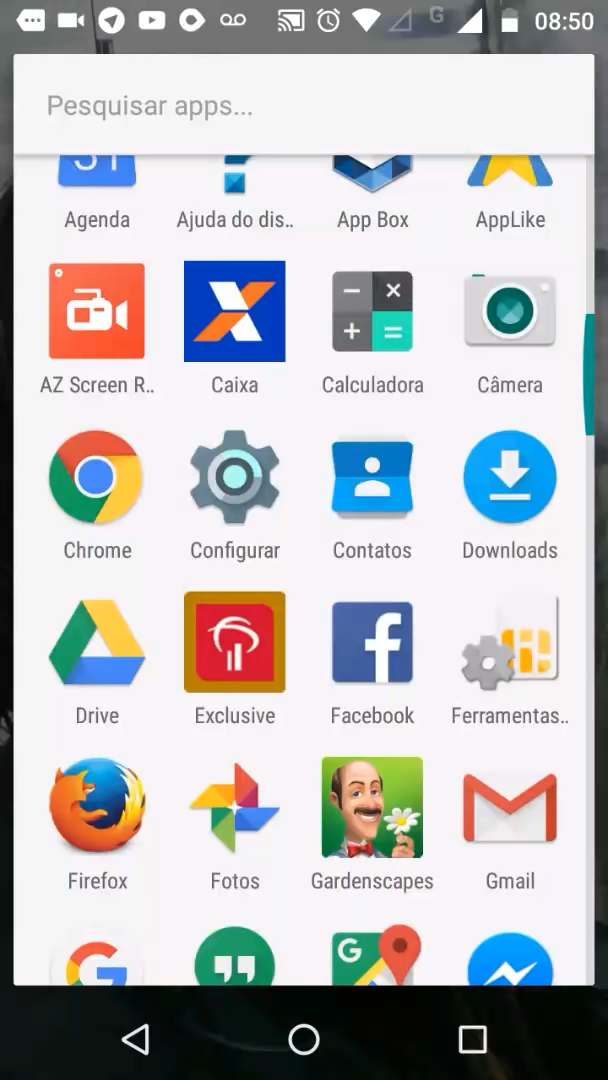 G
08:50
Pesquisar apps...
31
Agenda
Ajuda do dis..
App Box
AppLike
AZ Screen R..
Caixa
Calculadora
Câmera
Chrome
Configurar
Contatos
Downloads
Drive
Exclusive
Facebook
Ferramentas..
Firefox
Fotos
Gardenscapes
Gmail
G
G